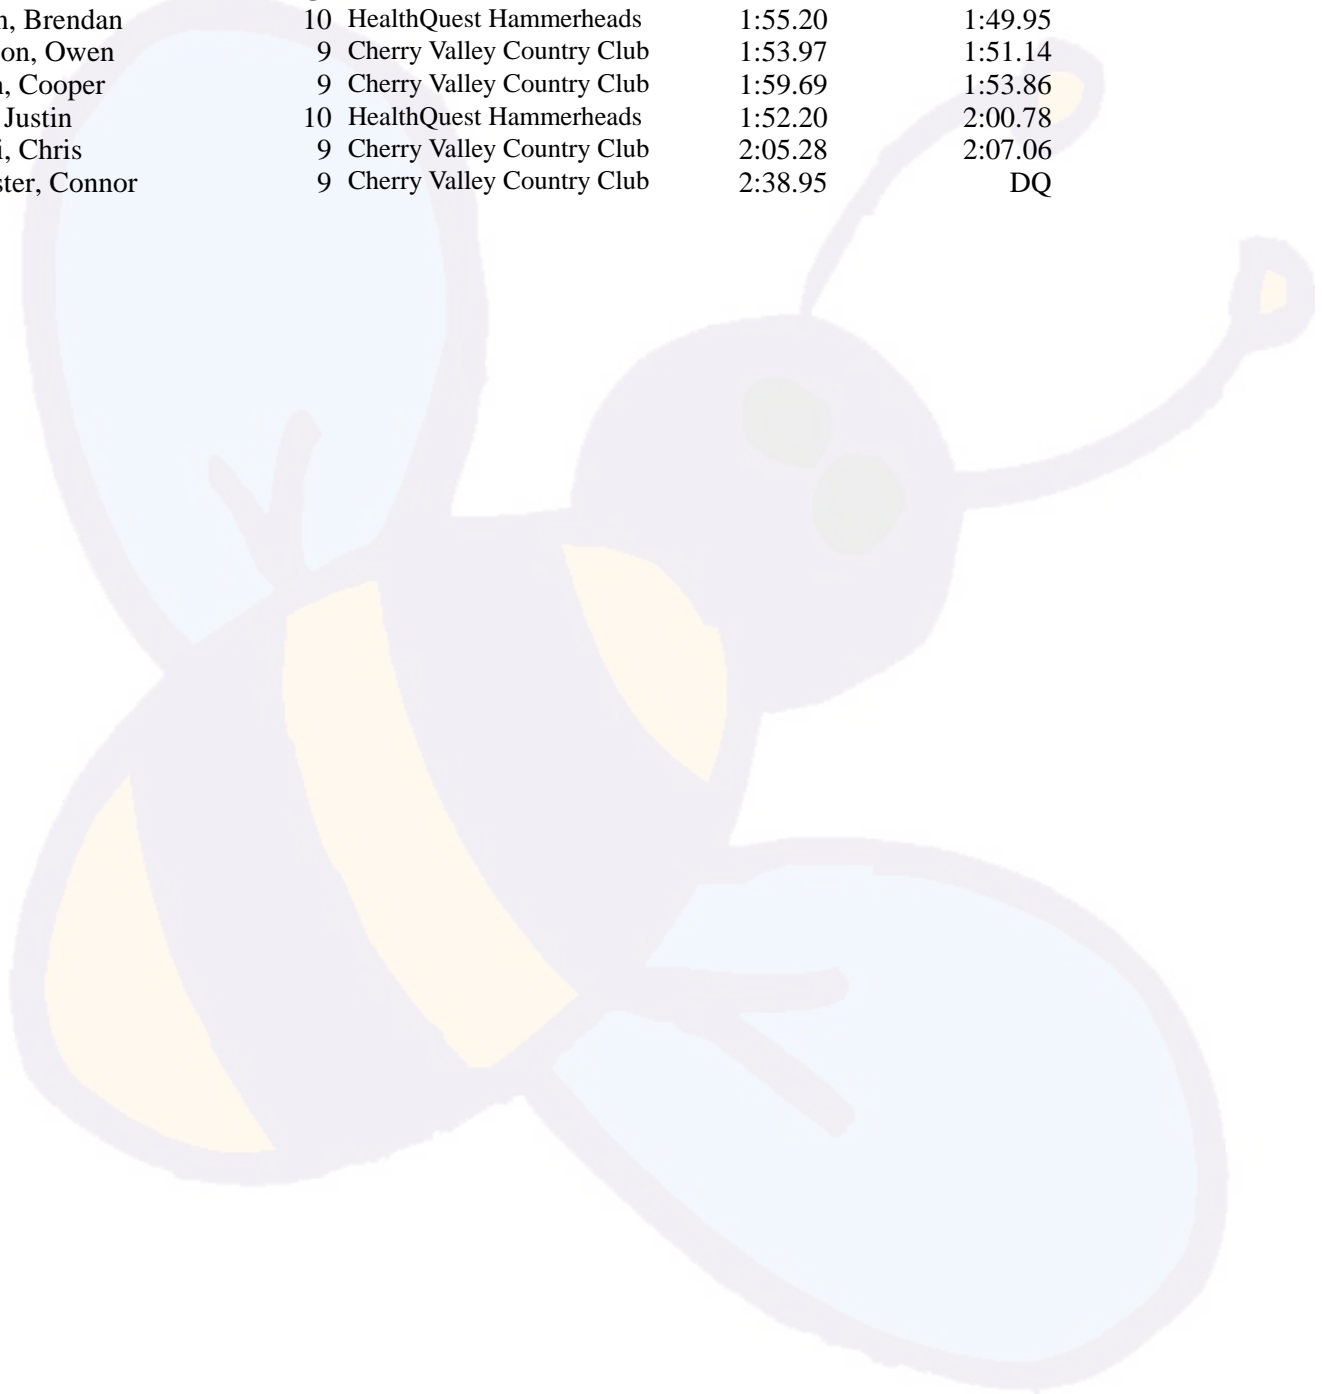 Brendan 10 HealthQuest Hammerheads 1:55.20 1:49.95
Owen 9 Cherry Valley Country Club 1:53.97 1:51.14
Cooper 9 Cherry Valley Country Club 1:59.69 1:53.86
Justin 10 HealthQuest Hammerheads 1:52.20 2:00.78
Chris 9 Cherry Valley Country Club 2:05.28 2:07.06
Connor 9 Cherry Valley Country Club 2:38.95 DQ